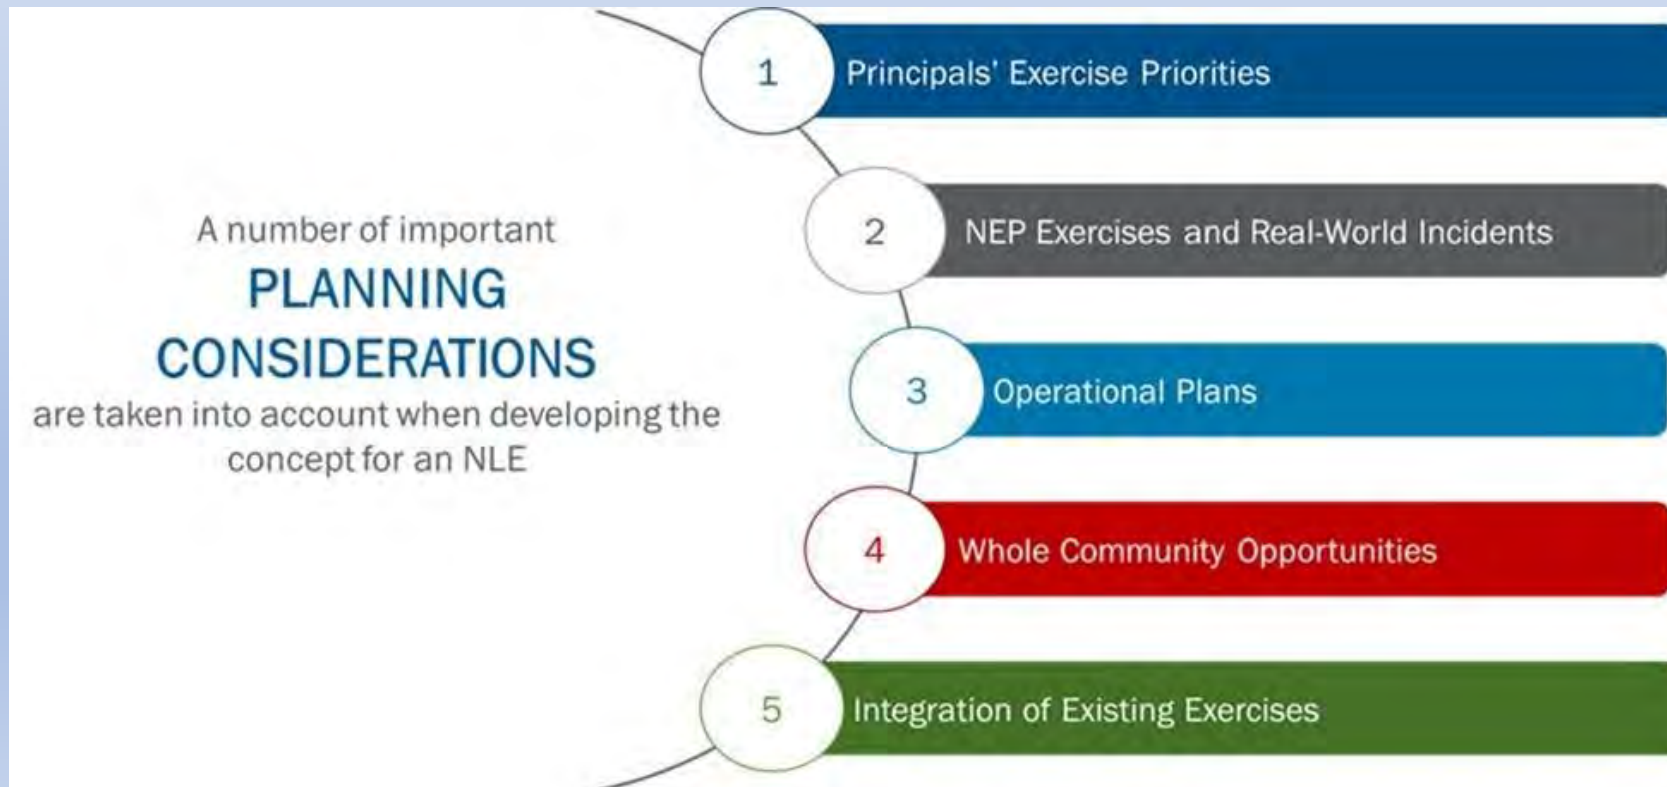 A number of important
PLANNING
CONSIDERATIONS
are taken into account when developing the
concept for an NLE
1
Principals’ Exercise Priorities
2
NEP Exercises and Real-World Incidents
3
Operational Plans
4
Whole Community Opportunities
5
Integration of Existing Exercises